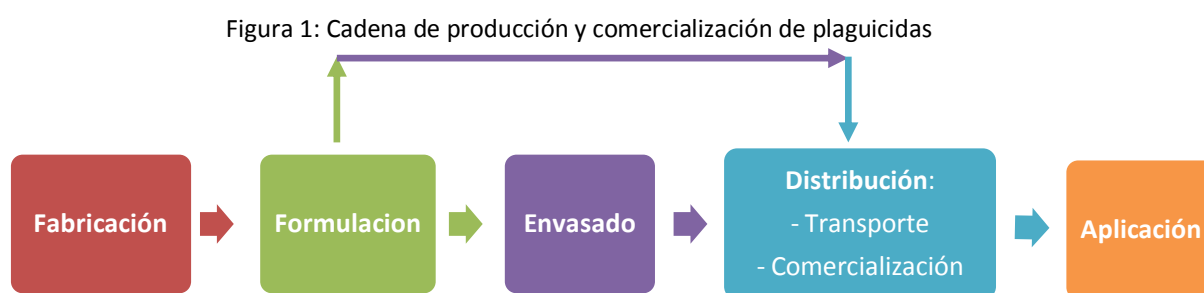 Figura 1: Cadena de producción y comercialización de plaguicidas
Fabricación
Formulacion
Envasado
Distribución:
- Transporte
- Comercialización
Aplicación